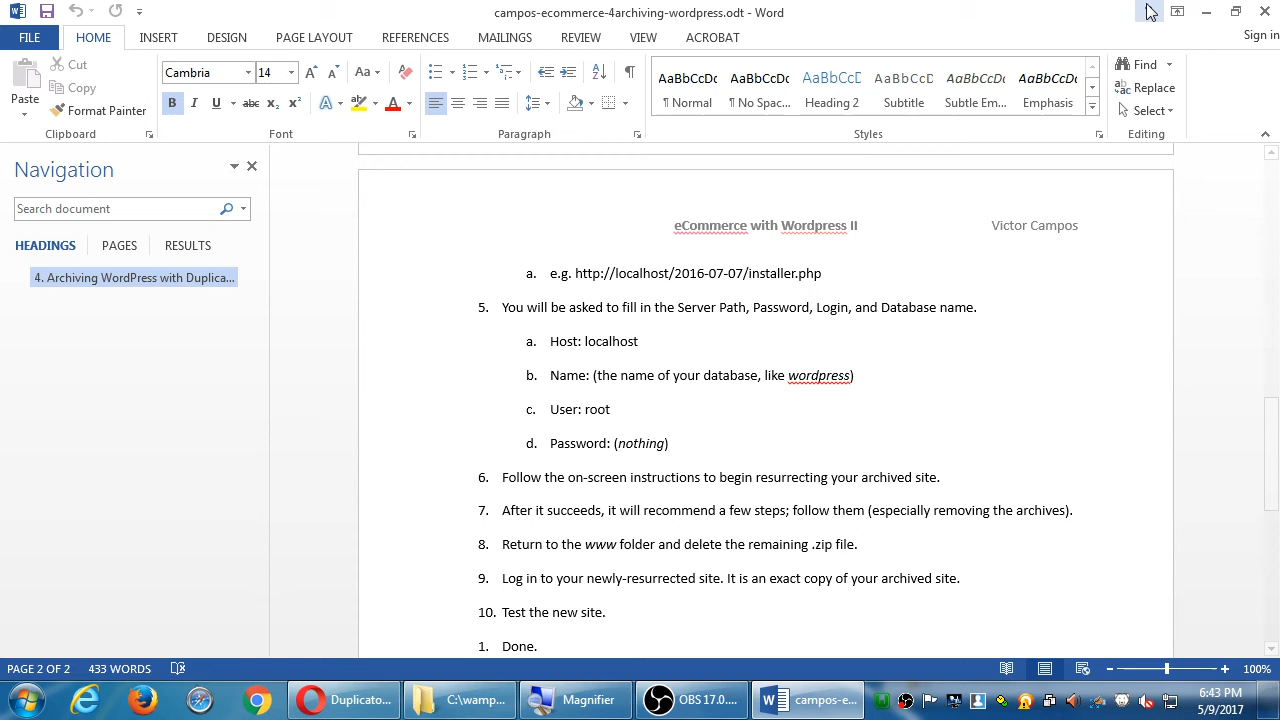 campos-ecommerce-4archiving-wordpress.odt - Word
FILE HOME INSERT DESIGN PAGE LAYOUT REFERENCES MAILINGS REVIEW VIEW ACROBAT Sign in
Paste
Cut
Copy
Format Painter
Clipboard
Cambria 14
Aa
B I U abc x₂ x² A A
Font
Paragraph
AaBbCcDc AaBbCcDc AaBbCcD AaBbCcDc AaBbCcDc AaBbCcDc
¶ Normal ¶ No Spac... Heading 2 Subtitle Subtle Em... Emphasis
Styles
Find
Replace
Select
Editing
Navigation
Search document
HEADINGS PAGES RESULTS
4. Archiving WordPress with Duplica...
eCommerce with Wordpress II Victor Campos
a. e.g. http://localhost/2016-07-07/installer.php
5. You will be asked to fill in the Server Path, Password, Login, and Database name.
a. Host: localhost
b. Name: (the name of your database, like wordpress)
c. User: root
d. Password: (nothing)
6. Follow the on-screen instructions to begin resurrecting your archived site.
7. After it succeeds, it will recommend a few steps; follow them (especially removing the archives).
8. Return to the www folder and delete the remaining .zip file.
9. Log in to your newly-resurrected site. It is an exact copy of your archived site.
10. Test the new site.
1. Done.
PAGE 2 OF 2 433 WORDS 100%
Duplicato... C:\wamp... Magnifier OBS 17.0.... campos-e...
6:43 PM
5/9/2017